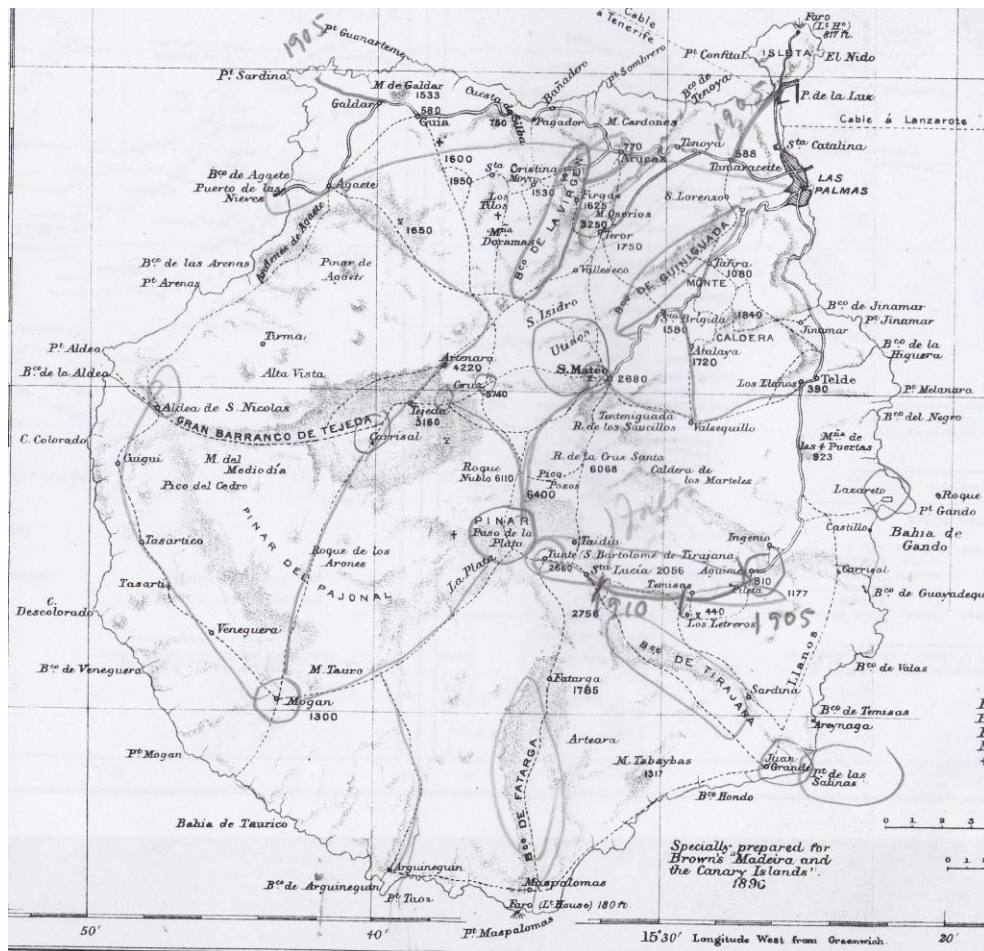 Cable
á Tenerife
Faro
(Lt. Ho)
817 ft.
1905
Pt. Guanarteme
Pt. Confital
ISLETA
El Nido
Pt. Sardina
Pt. Sombrero
Bco de Tenoya
M. de Galdar
1533
Galdar
580
Guia
Cuesta de Silba
750
Bañadero
Pagador
M. Cardones
1905
P. de la Luz
Cable á Lanzarote
770
Arucas
Tenoya
588
Tamaraceite
Sta Catalina
LAS
PALMAS
1600
1950
Sta
Cristina
1530
Bco de Agaete
Puerto de las
Nieves
Agaete
Los
Tilos
Mña
Doramas
Bco DE LA VIRGEN
Firgas
1625
M. Osorios
3250
Teror
1750
S. Lorenzo
1650
Andenes de Agaete
Bco de las Arenas
Pt. Arenas
Pinar de
Agaete
Valleseco
Bco DE GUINIGUADA
Tafira
1080
MONTE
S. Isidro
Bco de Jinamar
Pt. Jinamar
Sta Brigida
1580
1840
CALDERA
Jinamar
Tirma
Utiaca
Pt. Aldea
Bco de la Aldea
Alta Vista
Artenara
4220
Atalaya
1720
Bco de la
Higuera
S. Mateo
2680
Cruz
5740
Los Llanos
Telde
390
Pt. Melanara
Aldea de S. Nicolas
Tejeda
3160
GRAN BARRANCO DE TEJEDA
Carrisal
Tenteniguada
R. de los Saucillos
Valsequillo
Bco del Negro
C. Colorado
Guigui
M. del
Mediodia
Pico del Cedro
Mña de
las 4 Puertas
923
R. de la Cruz Santa
6068
Roque
Nublo 6110
Pico
Pozos
6400
Caldera de
los Marteles
Lazareto
Roque
Pt. Gando
PINAR DEL PAJONAL
PINAR
Paso de la
Plata
Castillo
Bahia de
Gando
Tasartico
Taidia
Ingenio
Roque de los
Arones
La Plata
Tunte
S. Bartolomé de Tirajana
2660
Sta Lucia 2056
Agüimes
810
Carrisal
Tasarti
Temisas
Pileta
1177
Bco de Guayadeque
C.
Descolorado
2758
1910
440
Los Letreros
1905
Veneguera
Llanos
Bco de Veneguera
M. Tauro
Bco DE TIRAJANA
Bco de Valas
Mogan
1300
Fatarga
1785
Sardina
Bco de Temisas
Areynaga
Pt. Mogan
Arteara
M. Tabaybas
1317
Juan
Grande
Pt. de las
Salinas
Bco DE FATARGA
Bco Hondo
Bahia de Taurico
Specially prepared for
Brown's "Madeira and
the Canary Islands".
1896
Arguineguin
Bco de Arguineguin
Pt. Taoz
Maspalomas
Faro (Lt. House) 180 ft.
Pt. Maspalomas
50'
10'
40'
15°30'
Longitude West from Greenwich.
20'